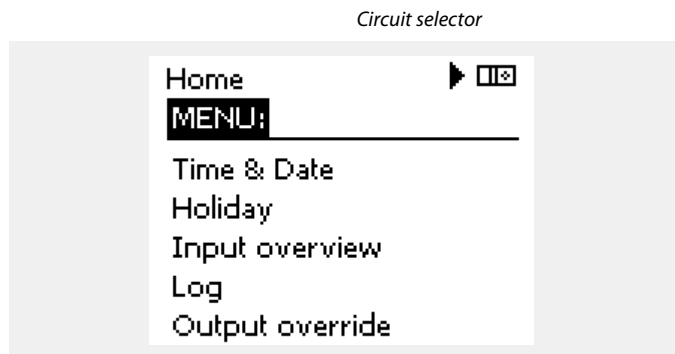 Circuit selector
Home
MENU:
Time & Date
Holiday
Input overview
Log
Output override